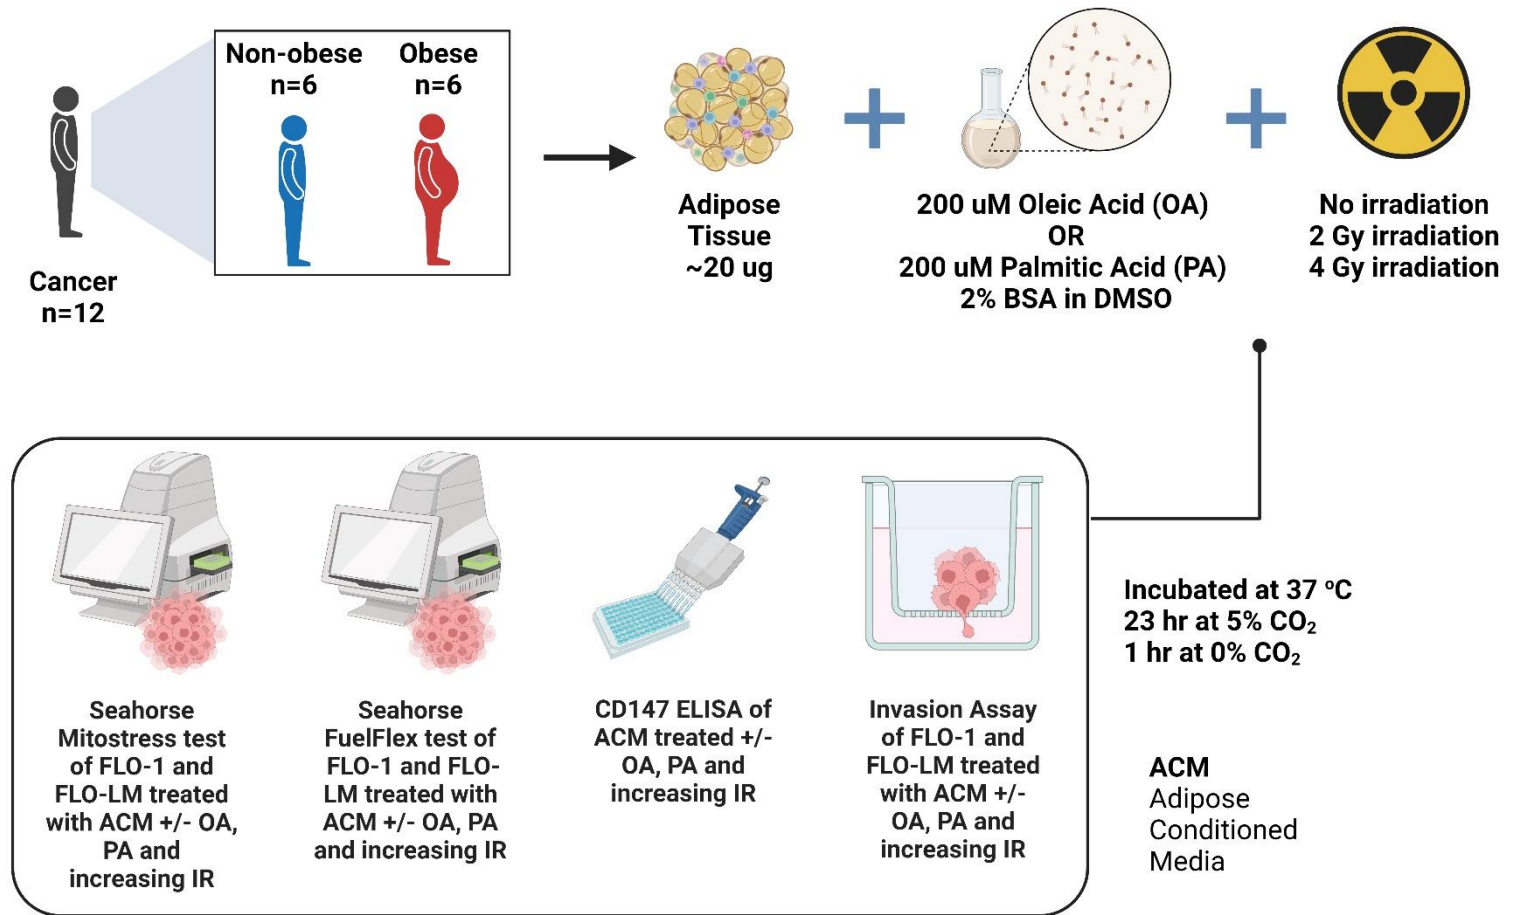 Non-obese
n=6
Obese
n=6
Cancer
n=12
Adipose
Tissue
~20 ug
200 uM Oleic Acid (OA)
OR
200 uM Palmitic Acid (PA)
2% BSA in DMSO
No irradiation
2 Gy irradiation
4 Gy irradiation
Seahorse
Mitostress test
of FLO-1 and
FLO-LM treated
with ACM +/- OA,
PA and
increasing IR
Seahorse
FuelFlex test of
FLO-1 and FLO-
LM treated with
ACM +/- OA, PA
and increasing IR
CD147 ELISA of
ACM treated +/-
OA, PA and
increasing IR
Invasion Assay
of FLO-1 and
FLO-LM treated
with ACM +/-
OA, PA and
increasing IR
Incubated at 37 ºC
23 hr at 5% CO₂
1 hr at 0% CO₂
ACM
Adipose
Conditioned
Media